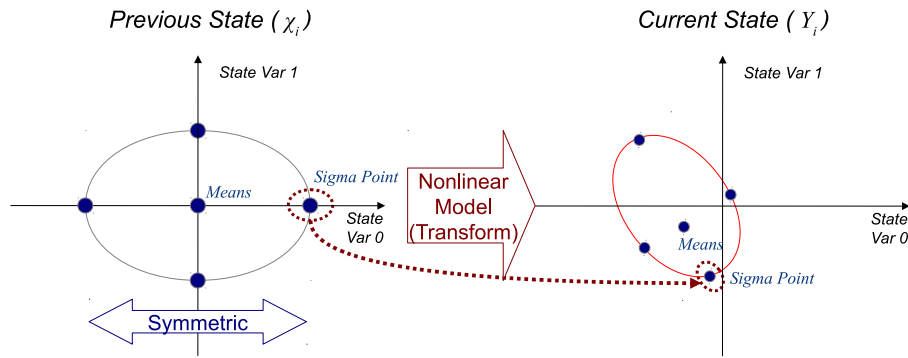 Previous State ( χi )
Current State ( Yi )
State Var 1
State Var 1
Means
Sigma Point
Nonlinear
Model
(Transform)
State
Var 0
State
Var 0
Means
Sigma Point
Symmetric